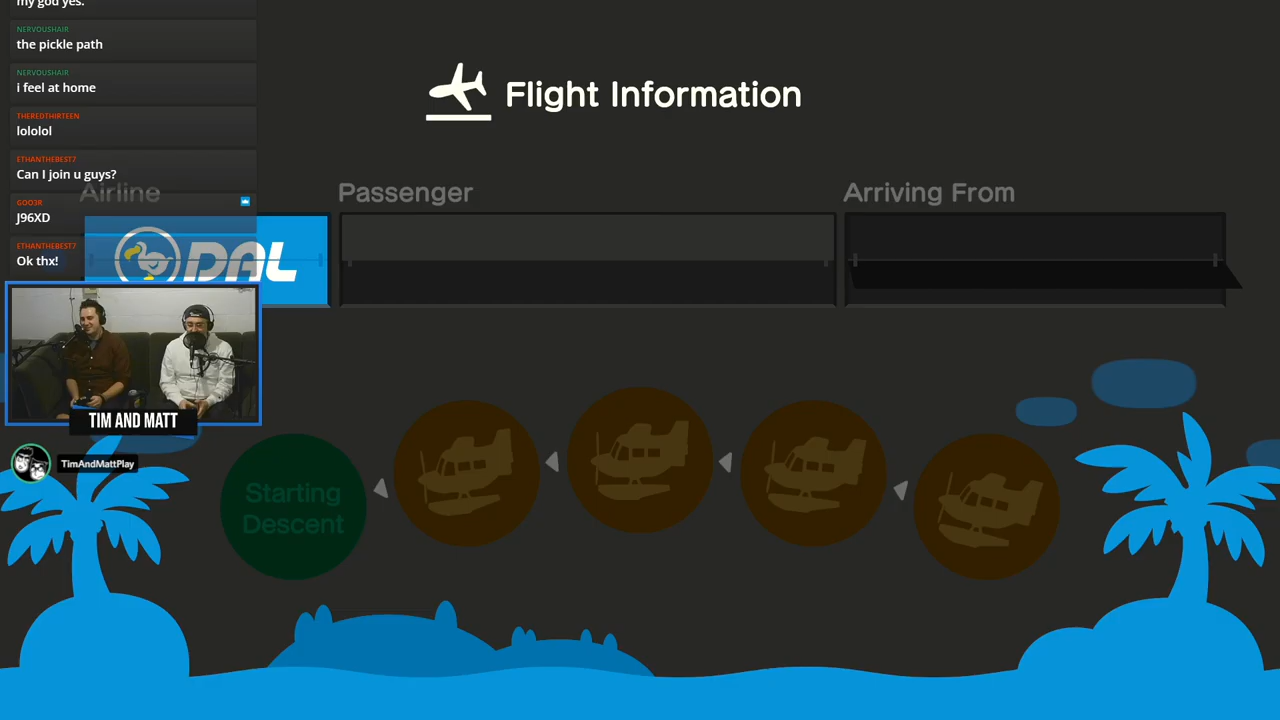 my god yes.
NERVOUSHAIR
the pickle path
NERVOUSHAIR
i feel at home
THEREDTHIRTEEN
lololol
ETHANTHEBEST7
Can I join u guys?
GOO3R
J96XD
ETHANTHEBEST7
Ok thx!
TIM AND MATT
TimAndMattPlay
Flight Information
Airline
Passenger
Arriving From
DAL
Starting
Descent